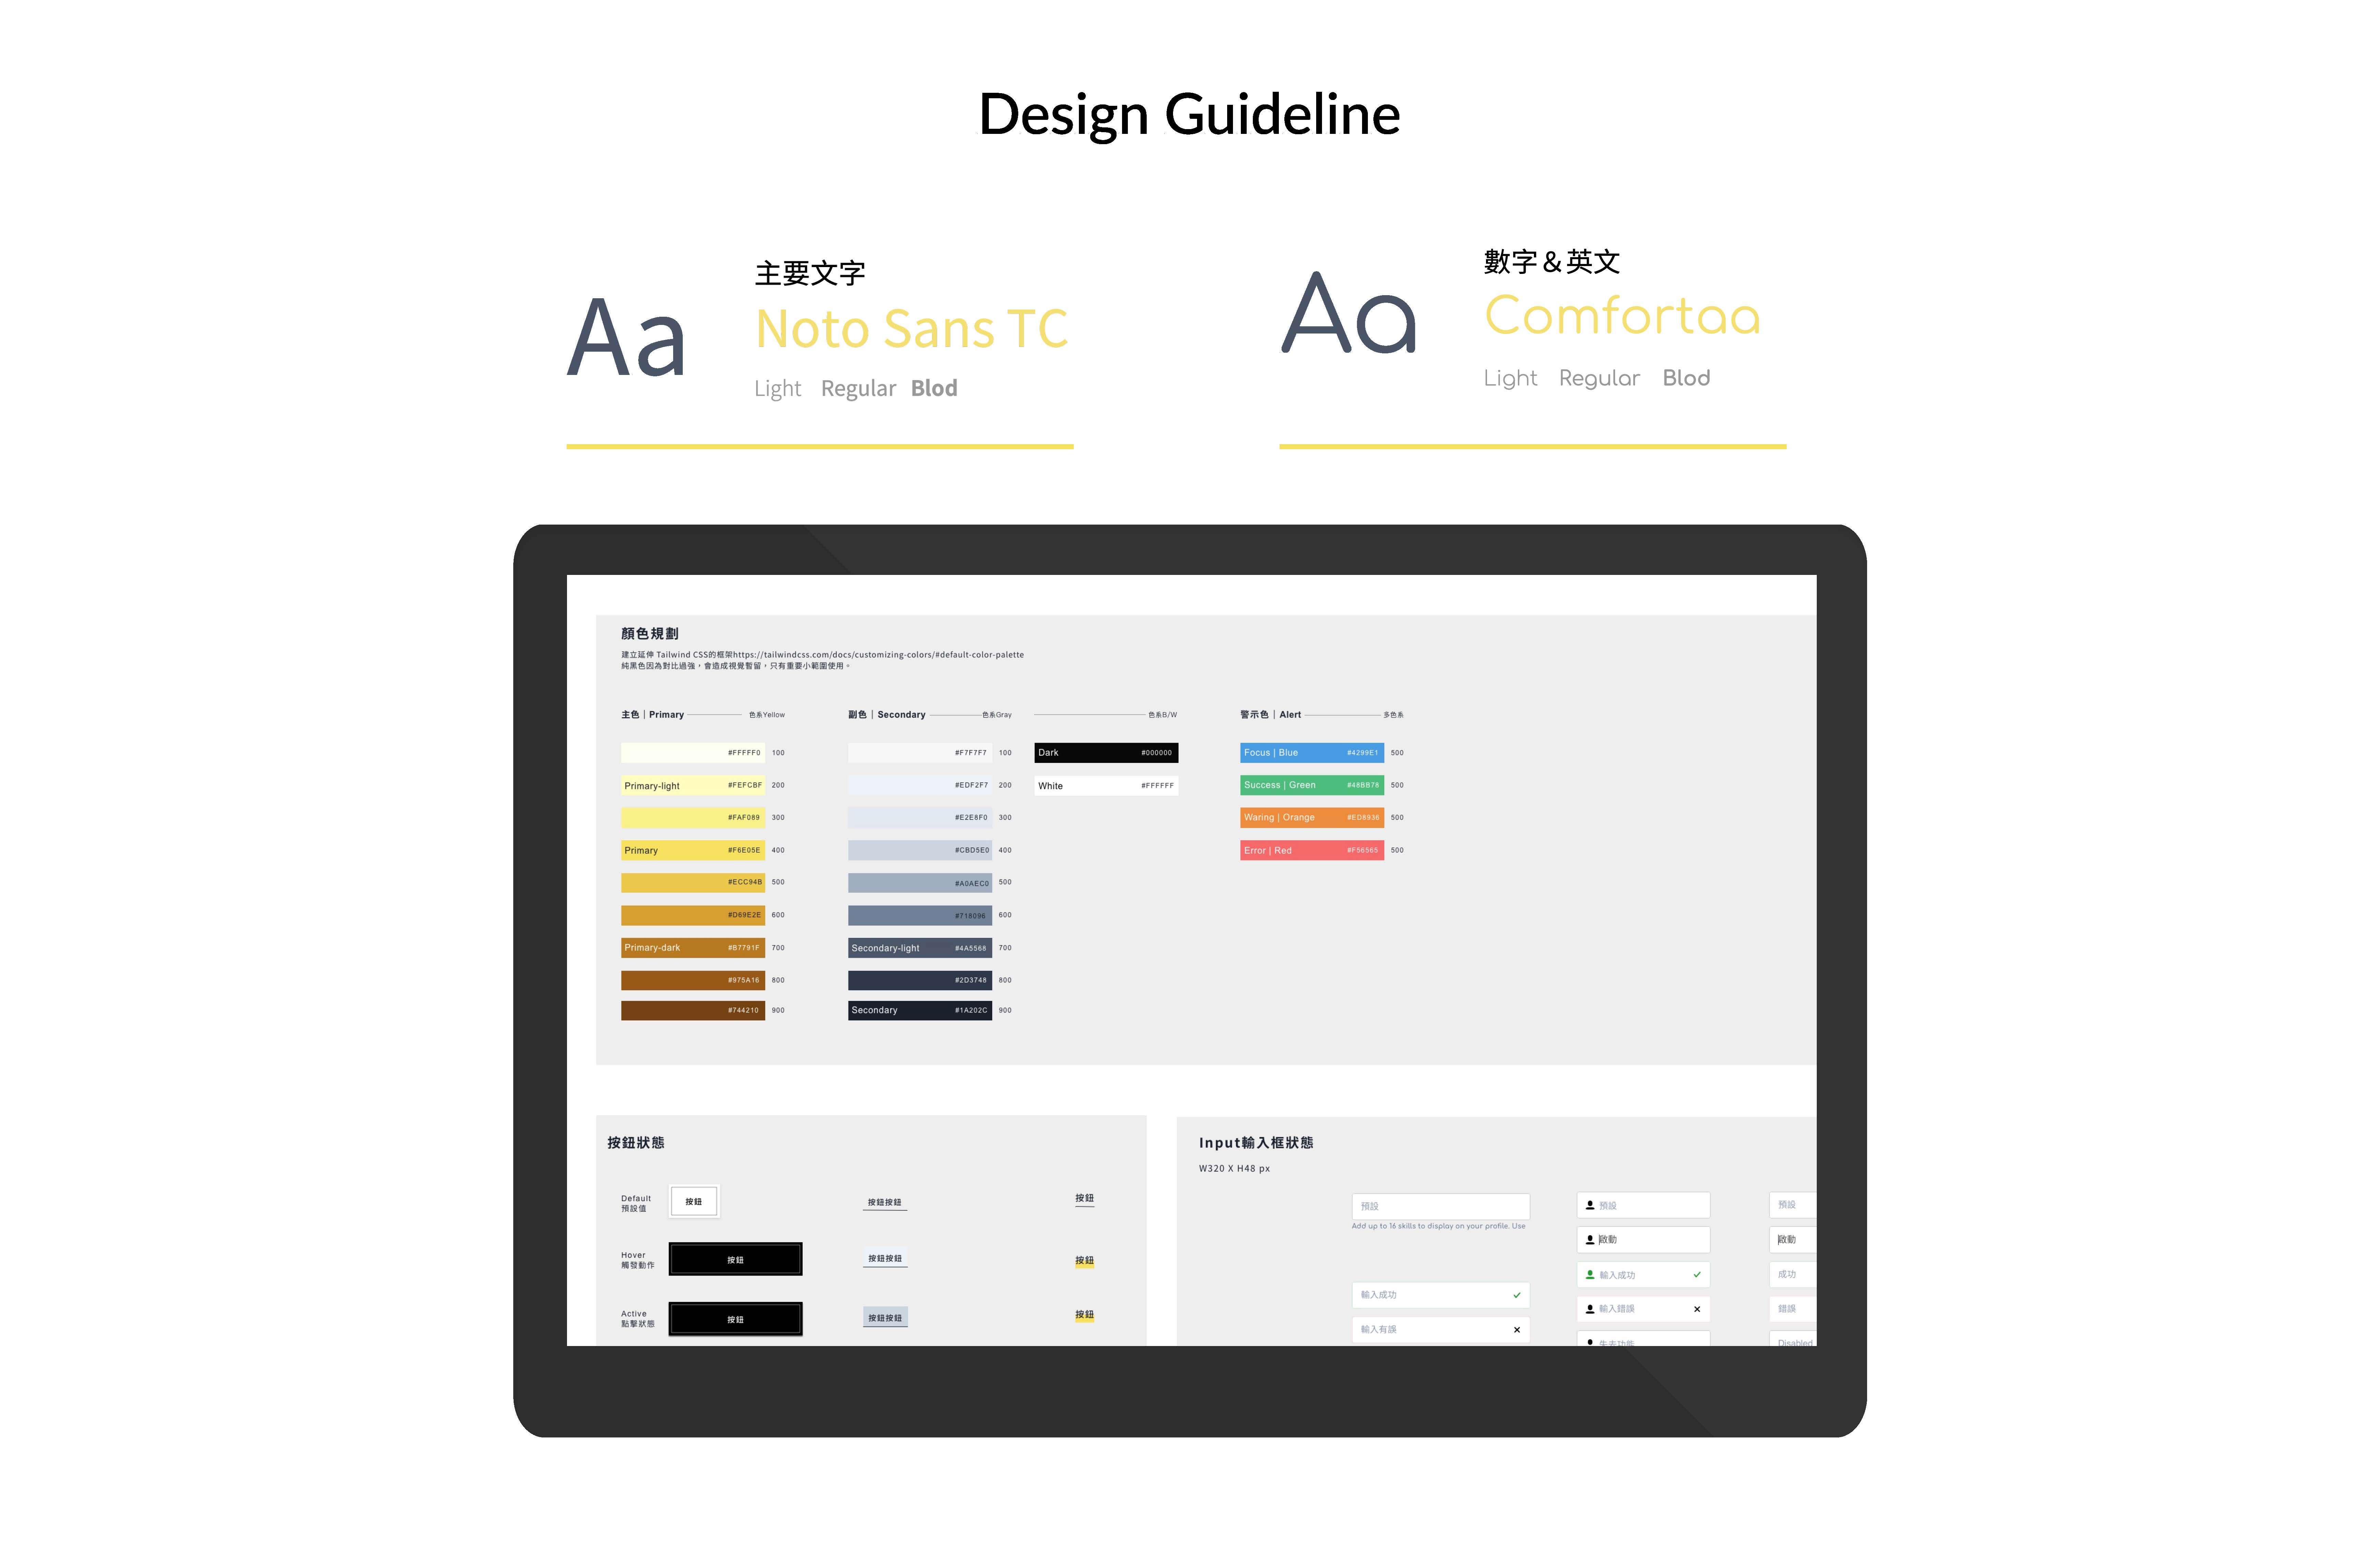 Design Guideline
Aa
主要文字
Noto Sans TC
Light Regular Blod
Aa
數字＆英文
Comfortaa
Light Regular Blod
顏色規劃
建立延伸 Tailwind CSS的框架https://tailwindcss.com/docs/customizing-colors/#default-color-palette
純黑色因為對比過強，會造成視覺暫留，只有重要小範圍使用。
主色 | Primary 色系Yellow
#FFFFF0 100
Primary-light #FEFCBF 200
#FAF089 300
Primary #F6E05E 400
#ECC94B 500
#D69E2E 600
Primary-dark #B7791F 700
#975A16 800
#744210 900
副色 | Secondary 色系Gray
#F7F7F7 100
#EDF2F7 200
#E2E8F0 300
#CBD5E0 400
#A0AEC0 500
#718096 600
Secondary-light #4A5568 700
#2D3748 800
Secondary #1A202C 900
色系B/W
Dark #000000
White #FFFFFF
警示色 | Alert 多色系
Focus | Blue #4299E1 500
Success | Green #48BB78 500
Waring | Orange #ED8936 500
Error | Red #F56565 500
按鈕狀態
Default
預設值
按鈕 按鈕按鈕 按鈕
Hover
觸發動作
按鈕 按鈕按鈕 按鈕
Active
點擊狀態
按鈕 按鈕按鈕 按鈕
Input輸入框狀態
W320 X H48 px
預設
Add up to 16 skills to display on your profile. Use
輸入成功
輸入有誤
預設
啟動
輸入成功
輸入錯誤
失去功能
預設
啟動
成功
錯誤
Disabled